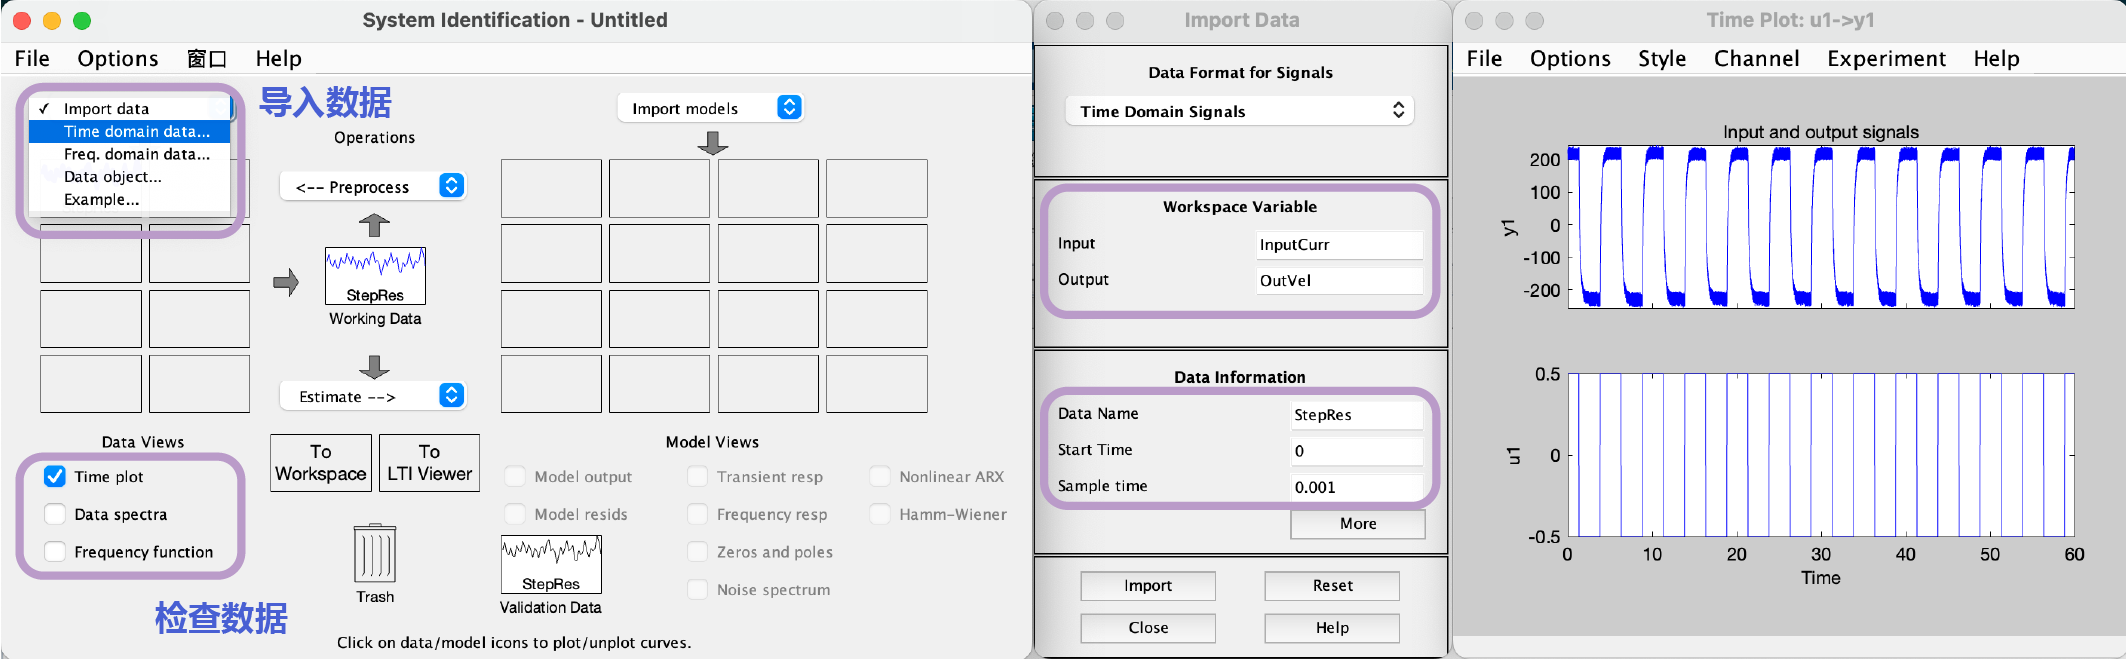 System Identification - Untitled
File Options 窗口 Help
✓ Import data
Time domain data...
Freq. domain data...
Data object...
Example...
导入数据
Operations
<-- Preprocess
StepRes
Working Data
Estimate -->
Import models
Data Views
Time plot
Data spectra
Frequency function
检查数据
To
Workspace
To
LTI Viewer
Trash
Model Views
Model output
Transient resp
Nonlinear ARX
Model resids
Frequency resp
Hamm-Wiener
Zeros and poles
Noise spectrum
StepRes
Validation Data
Click on data/model icons to plot/unplot curves.
Import Data
Data Format for Signals
Time Domain Signals
Workspace Variable
Input InputCurr
Output OutVel
Data Information
Data Name StepRes
Start Time 0
Sample time 0.001
More
Import Reset
Close Help
Time Plot: u1->y1
File Options Style Channel Experiment Help
Input and output signals
200
100
0
-100
-200
y1
0.5
0
-0.5
u1
0 10 20 30 40 50 60
Time